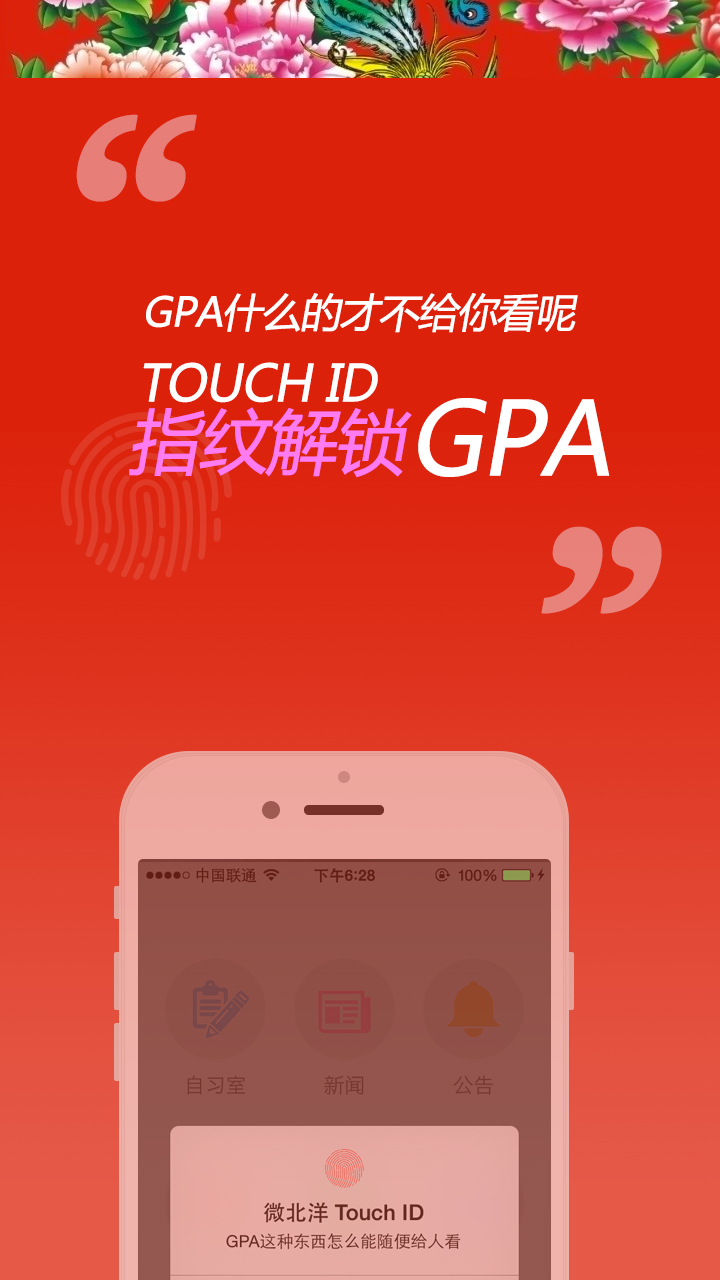 “
GPA什么的才不给你看呢
TOUCH ID
指纹解锁GPA
”
中国联通 下午6:28 100%
自习室 新闻 公告
微北洋 Touch ID
GPA这种东西怎么能随便给人看